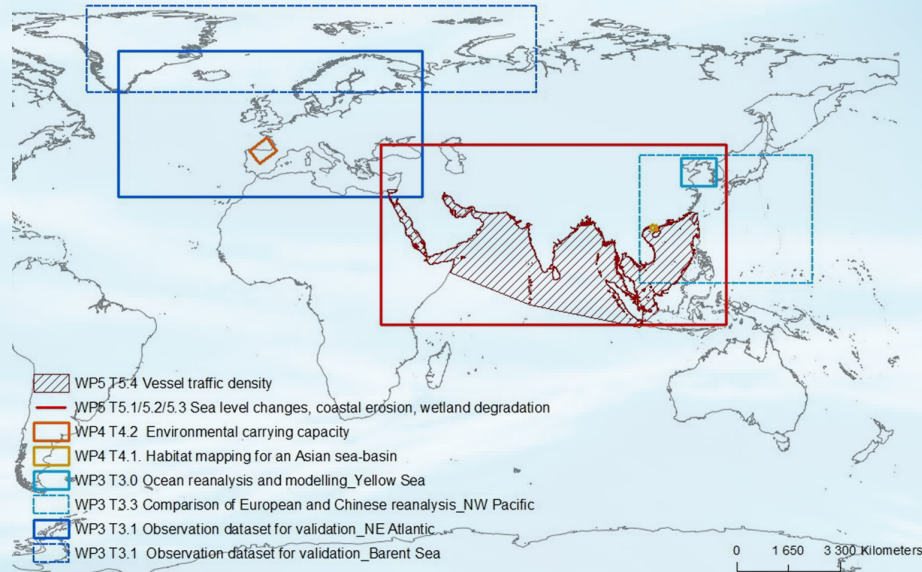 WP5 T5.4 Vessel traffic density
WP5 T5.1/5.2/5.3 Sea level changes, coastal erosion, wetland degradation
WP4 T4.2 Environmental carrying capacity
WP4 T4.1. Habitat mapping for an Asian sea-basin
WP3 T3.0 Ocean reanalysis and modelling_Yellow Sea
WP3 T3.3 Comparison of European and Chinese reanalysis_NW Pacific
WP3 T3.1 Observation dataset for validation_NE Atlantic
WP3 T3.1 Observation dataset for validation_Barent Sea
0 1 650 3 300 Kilometers